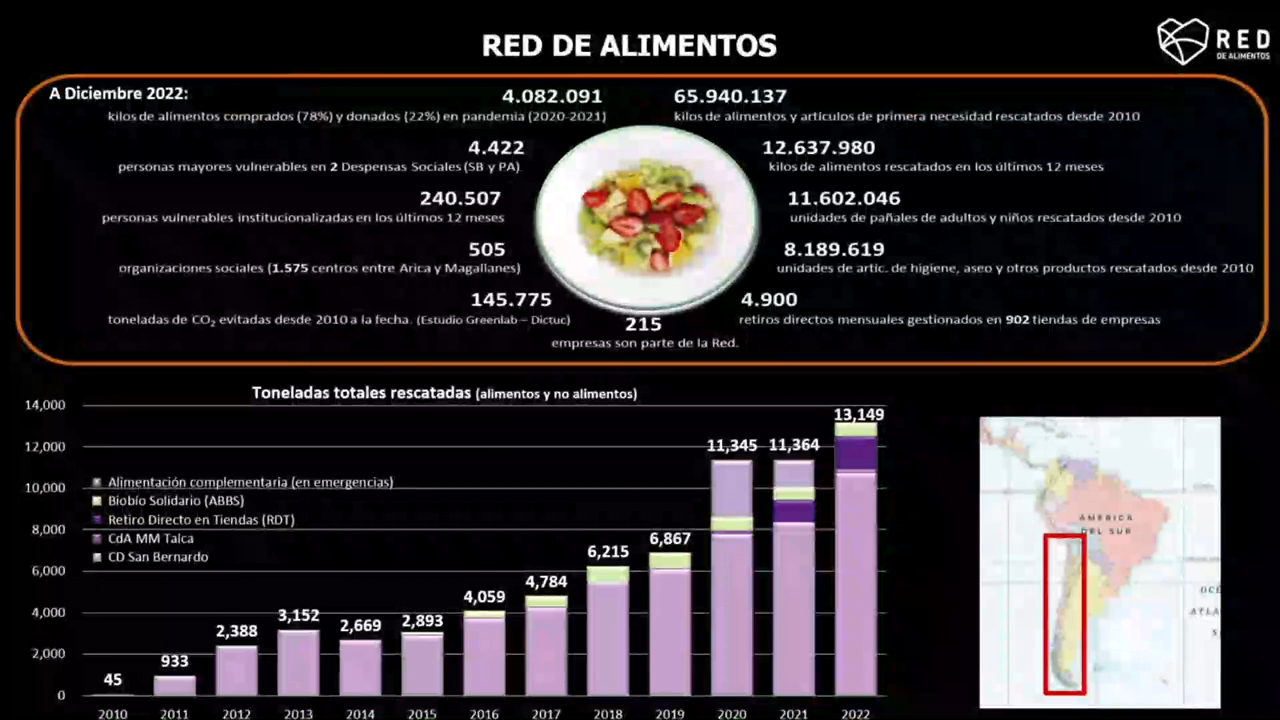 RED DE ALIMENTOS
RED
DE ALIMENTOS
A Diciembre 2022:
4.082.091
kilos de alimentos comprados (78%) y donados (22%) en pandemia (2020-2021)
65.940.137
kilos de alimentos y artículos de primera necesidad rescatados desde 2010
4.422
personas mayores vulnerables en 2 Despensas Sociales (SB y PA)
12.637.980
kilos de alimentos rescatados en los últimos 12 meses
240.507
personas vulnerables institucionalizadas en los últimos 12 meses
11.602.046
unidades de pañales de adultos y niños rescatados desde 2010
505
organizaciones sociales (1.575 centros entre Arica y Magallanes)
8.189.619
unidades de artic. de higiene, aseo y otros productos rescatados desde 2010
145.775
toneladas de CO₂ evitadas desde 2010 a la fecha. (Estudio Greenlab – Dictuc)
4.900
retiros directos mensuales gestionados en 902 tiendas de empresas
215
empresas son parte de la Red.
Toneladas totales rescatadas (alimentos y no alimentos)
14,000
12,000
10,000
8,000
6,000
4,000
2,000
0
Alimentación complementaria (en emergencias)
Biobío Solidario (ABBS)
Retiro Directo en Tiendas (RDT)
CdA MM Talca
CD San Bernardo
45
933
2,388
3,152
2,669
2,893
4,059
4,784
6,215
6,867
11,345
11,364
13,149
2010 2011 2012 2013 2014 2015 2016 2017 2018 2019 2020 2021 2022
AMERICA
DEL SUR